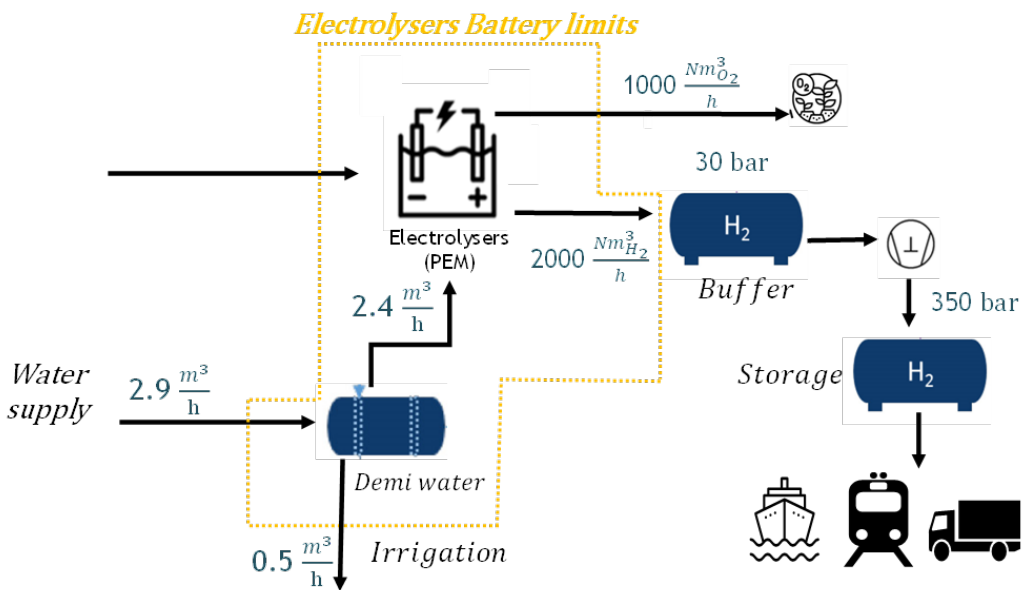 Electrolysers Battery limits
1000 Nm³O₂/h
O₂
30 bar
H₂
Electrolysers
(PEM)
2000 Nm³H₂/h
Buffer
2.4 m³/h
350 bar
Water
supply
2.9 m³/h
Storage
H₂
Demi water
Irrigation
0.5 m³/h